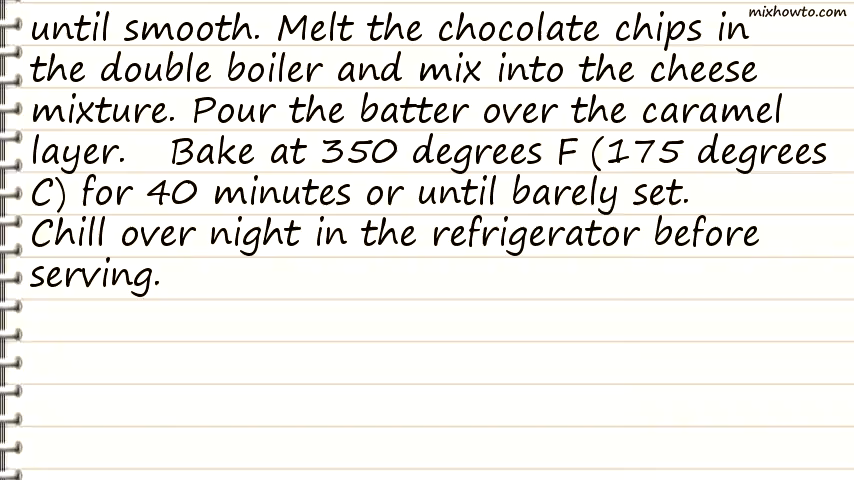 mixhowto.com
until smooth. Melt the chocolate chips in
the double boiler and mix into the cheese
mixture. Pour the batter over the caramel
layer. Bake at 350 degrees F (175 degrees
C) for 40 minutes or until barely set.
Chill over night in the refrigerator before
serving.